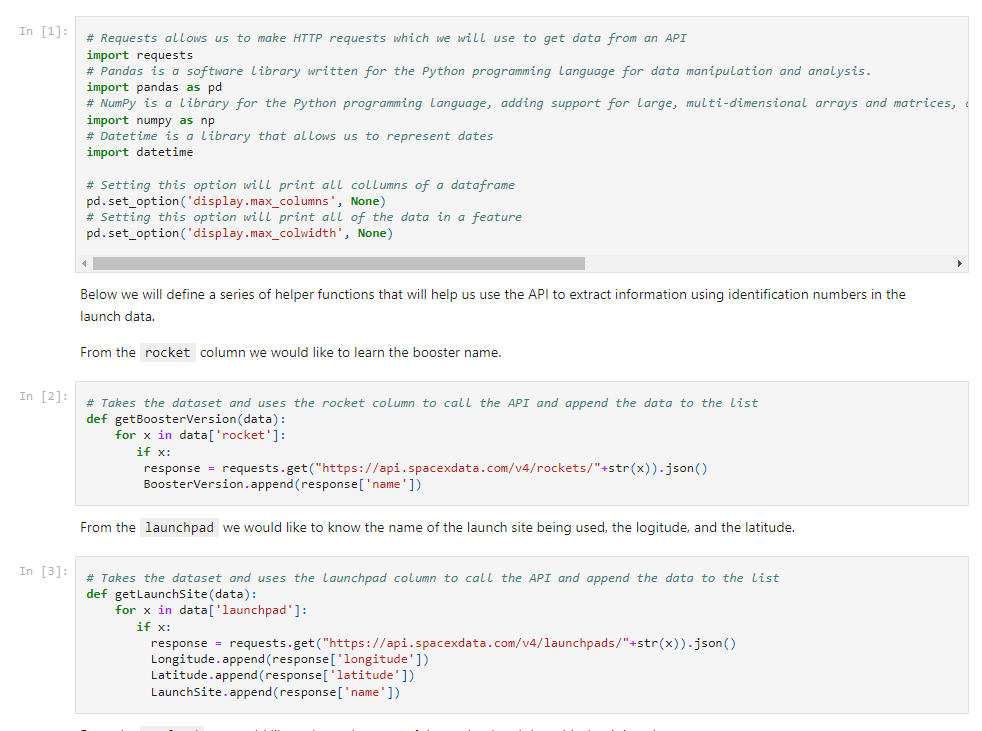 In [1]:
# Requests allows us to make HTTP requests which we will use to get data from an API
import requests
# Pandas is a software library written for the Python programming language for data manipulation and analysis.
import pandas as pd
# NumPy is a library for the Python programming language, adding support for large, multi-dimensional arrays and matrices,
import numpy as np
# Datetime is a library that allows us to represent dates
import datetime

# Setting this option will print all collumns of a dataframe
pd.set_option('display.max_columns', None)
# Setting this option will print all of the data in a feature
pd.set_option('display.max_colwidth', None)
Below we will define a series of helper functions that will help us use the API to extract information using identification numbers in the
launch data.
From the rocket column we would like to learn the booster name.
In [2]:
# Takes the dataset and uses the rocket column to call the API and append the data to the list
def getBoosterVersion(data):
    for x in data['rocket']:
       if x:
        response = requests.get("https://api.spacexdata.com/v4/rockets/"+str(x)).json()
        BoosterVersion.append(response['name'])
From the launchpad we would like to know the name of the launch site being used, the logitude, and the latitude.
In [3]:
# Takes the dataset and uses the launchpad column to call the API and append the data to the list
def getLaunchSite(data):
    for x in data['launchpad']:
       if x:
         response = requests.get("https://api.spacexdata.com/v4/launchpads/"+str(x)).json()
         Longitude.append(response['longitude'])
         Latitude.append(response['latitude'])
         LaunchSite.append(response['name'])